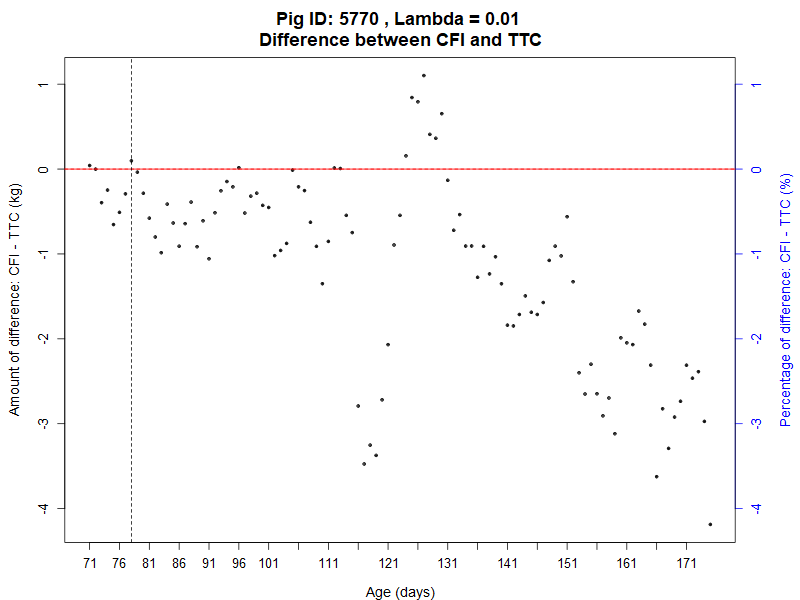 Pig ID: 5770 , Lambda = 0.01
Difference between CFI and TTC
Amount of difference: CFI - TTC (kg)
1
0
-1
-2
-3
-4
1
0
-1
-2
-3
-4
Percentage of difference: CFI - TTC (%)
71 76 81 86 91 96 101 111 121 131 141 151 161 171
Age (days)